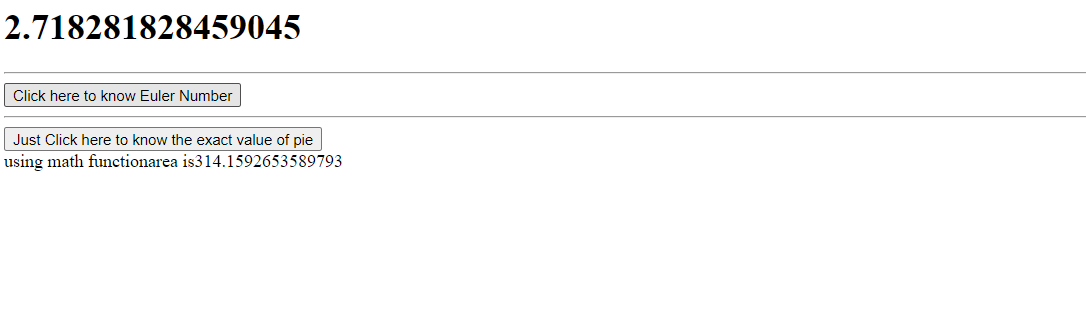 2.718281828459045
Click here to know Euler Number
Just Click here to know the exact value of pie
using math functionarea is314.1592653589793